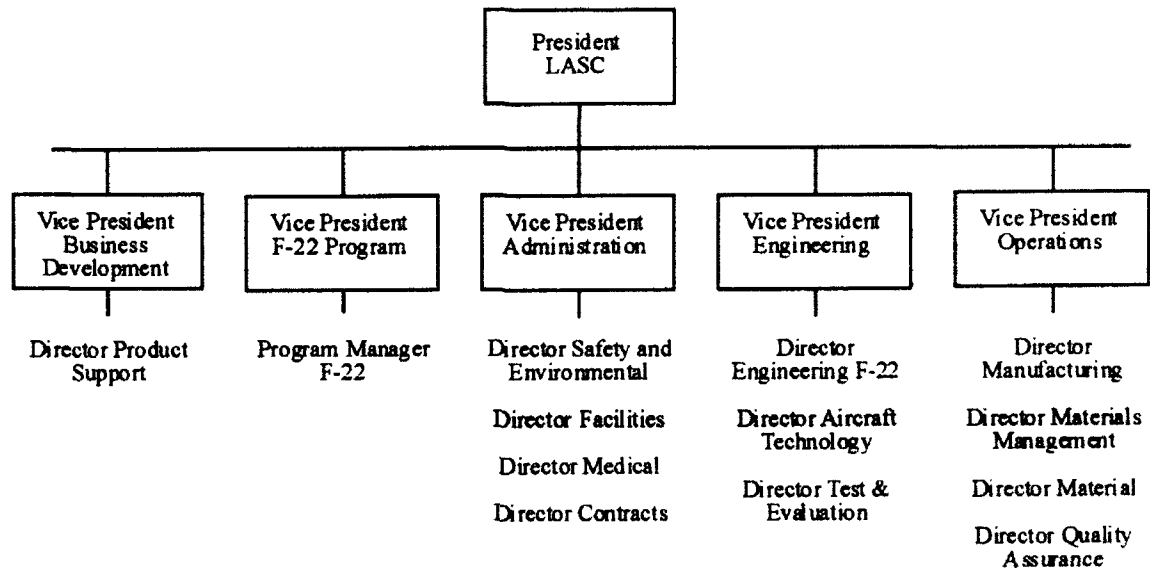 President
LASC
Vice President
Business
Development
Vice President
F-22 Program
Vice President
Administration
Vice President
Engineering
Vice President
Operations
Director Product
Support
Program Manager
F-22
Director Safety and
Environmental
Director Facilities
Director Medical
Director Contracts
Director
Engineering F-22
Director Aircraft
Technology
Director Test &
Evaluation
Director
Manufacturing
Director Materials
Management
Director Material
Director Quality
Assurance